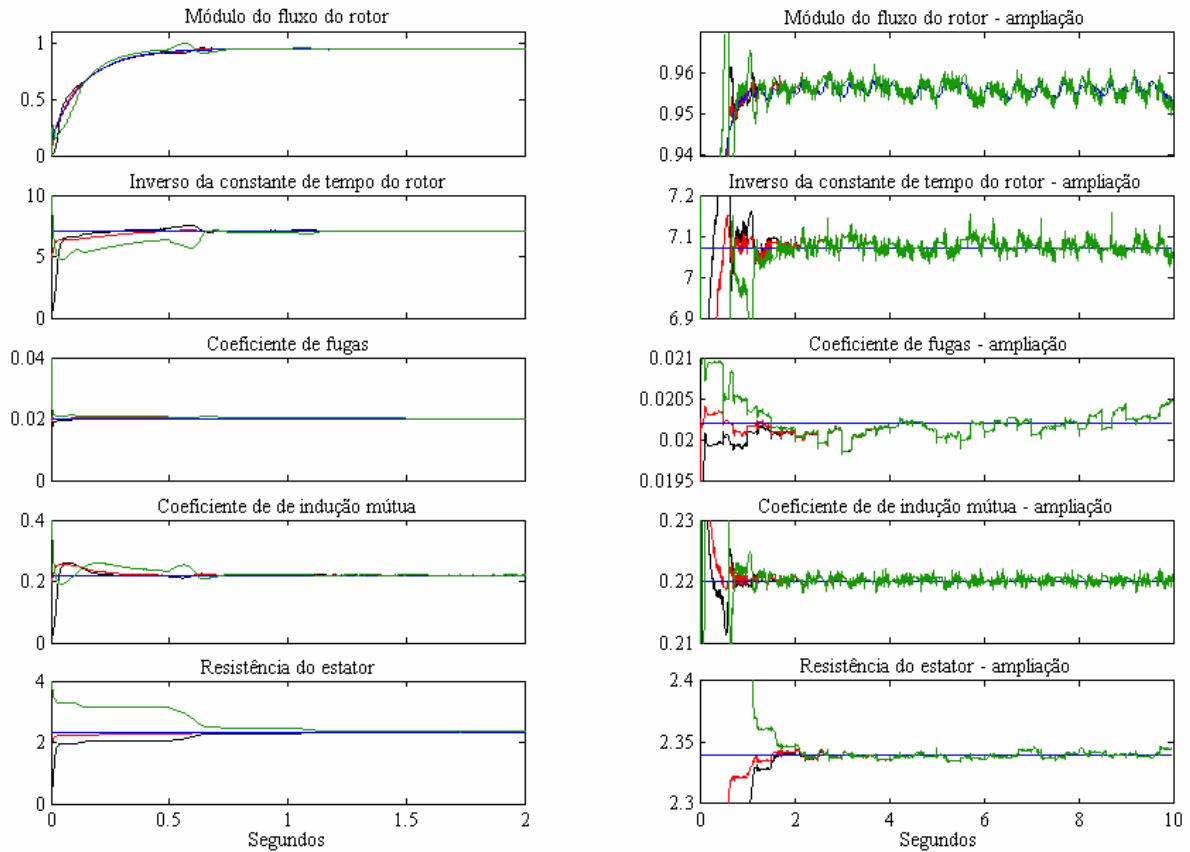 Módulo do fluxo do rotor
1
0.5
0
Inverso da constante de tempo do rotor
10
5
0
Coeficiente de fugas
0.04
0.02
0
Coeficiente de de indução mútua
0.4
0.2
0
Resistência do estator
4
2
0
0 0.5 1 1.5 2
Segundos
Módulo do fluxo do rotor - ampliação
0.96
0.95
0.94
Inverso da constante de tempo do rotor - ampliação
7.2
7.1
7
6.9
Coeficiente de fugas - ampliação
0.021
0.0205
0.02
0.0195
Coeficiente de de indução mútua - ampliação
0.23
0.22
0.21
Resistência do estator - ampliação
2.4
2.35
2.3
0 2 4 6 8 10
Segundos